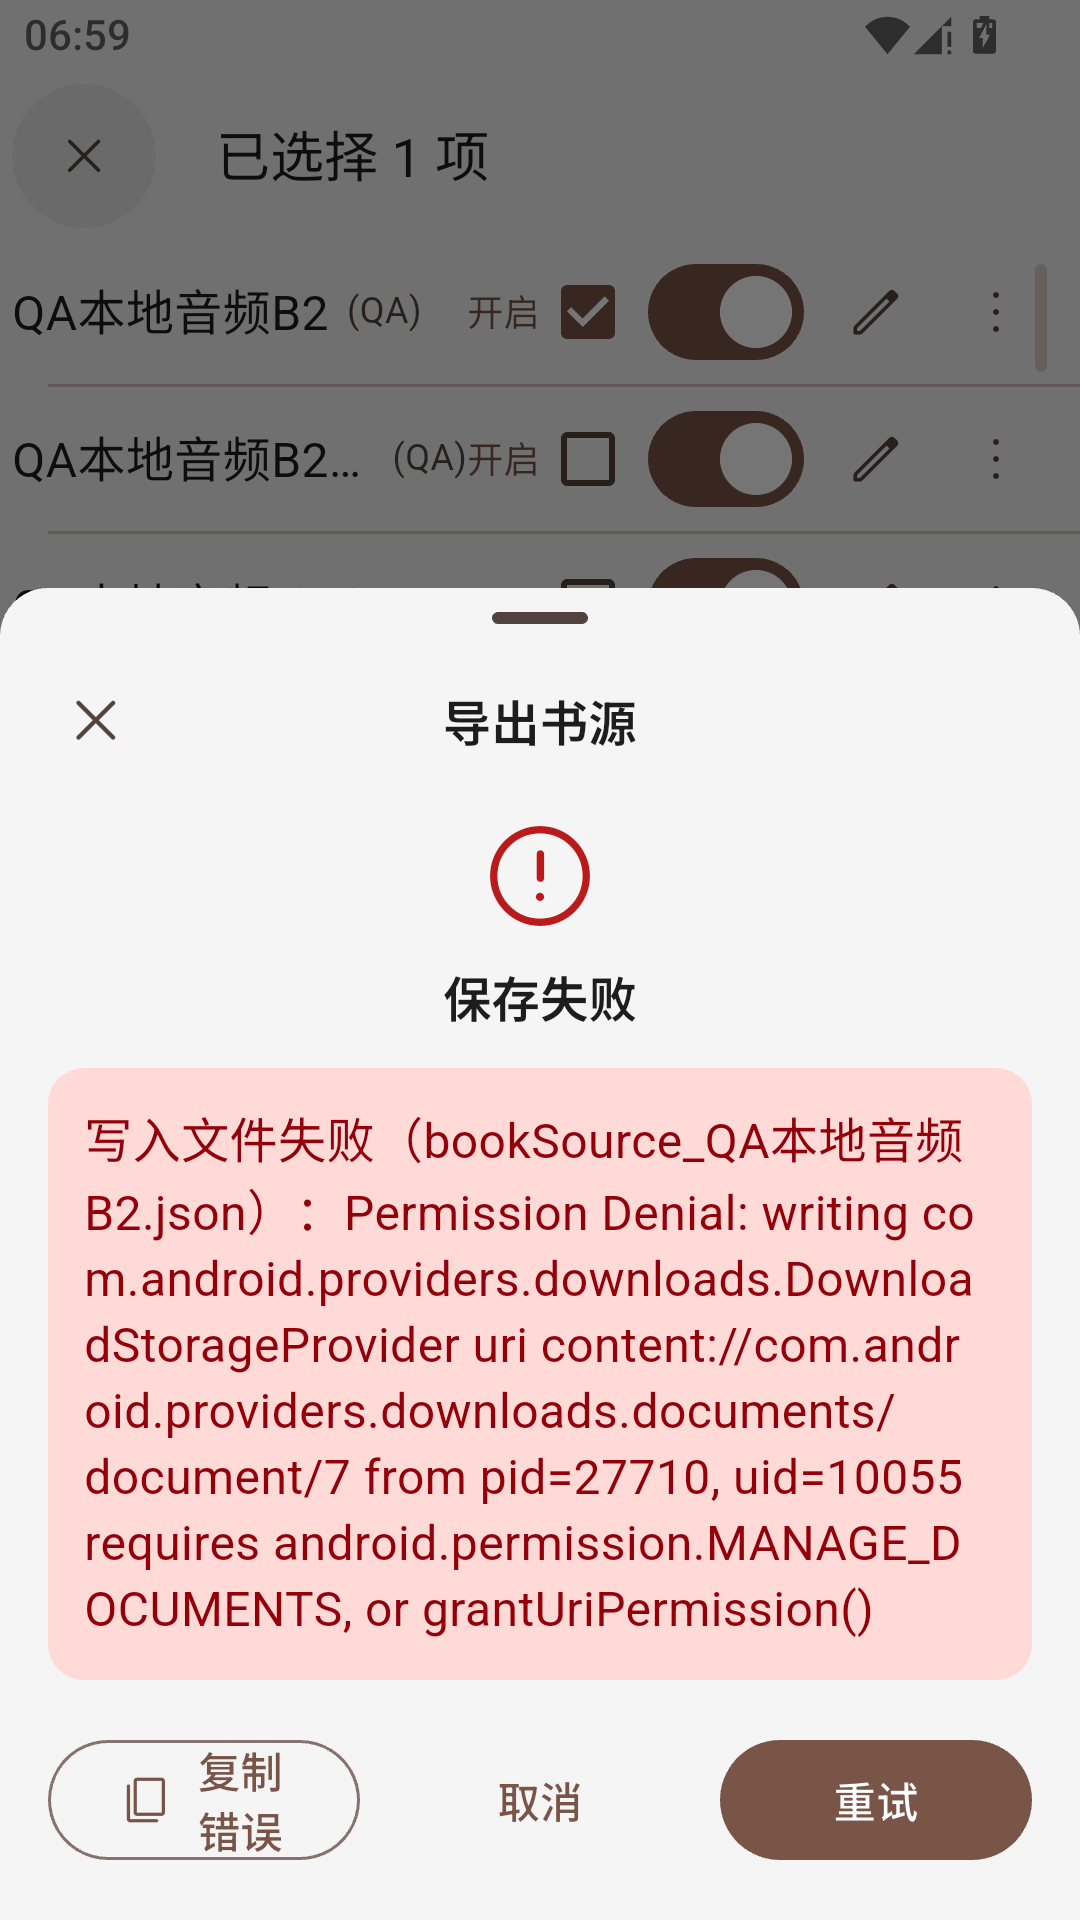 06:59
已选择 1 项
QA本地音频B2 (QA) 开启
QA本地音频B2... (QA)开启
导出书源
保存失败
写入文件失败（bookSource_QA本地音频
B2.json）：Permission Denial: writing co
m.android.providers.downloads.Downloa
dStorageProvider uri content://com.andr
oid.providers.downloads.documents/
document/7 from pid=27710, uid=10055
requires android.permission.MANAGE_D
OCUMENTS, or grantUriPermission()
复制
错误
取消
重试